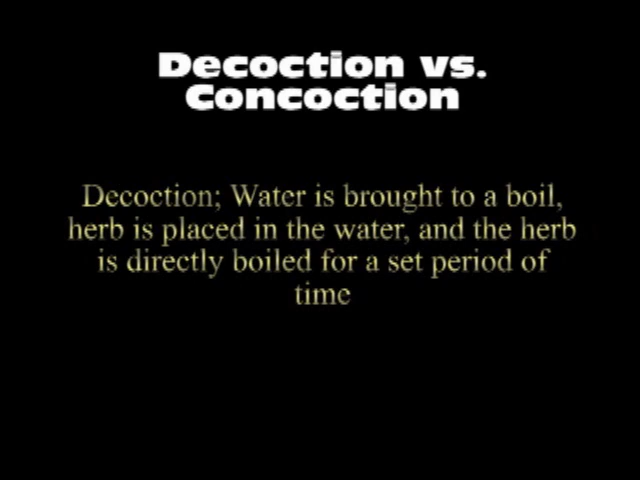 Decoction vs.
Concoction
Decoction; Water is brought to a boil,
herb is placed in the water, and the herb
is directly boiled for a set period of
time